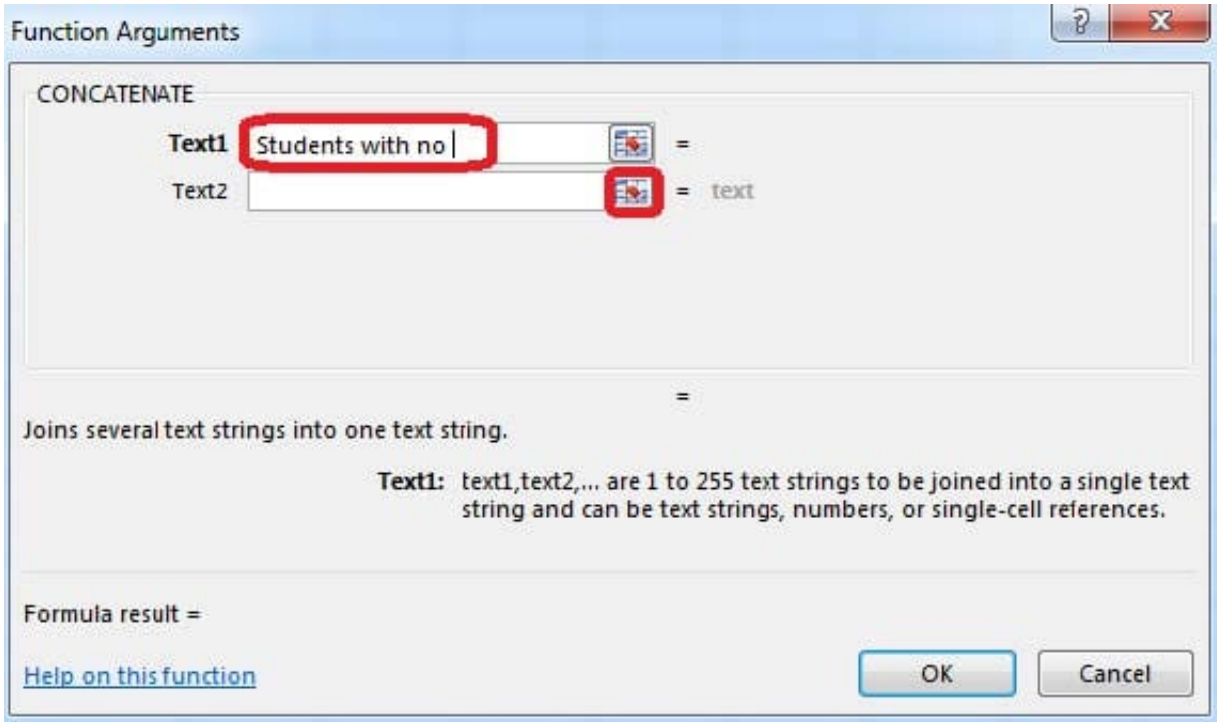 Function Arguments
CONCATENATE
Text1 Students with no =
Text2 = text
=
Joins several text strings into one text string.
Text1: text1,text2,... are 1 to 255 text strings to be joined into a single text
string and can be text strings, numbers, or single-cell references.
Formula result =
Help on this function
OK Cancel